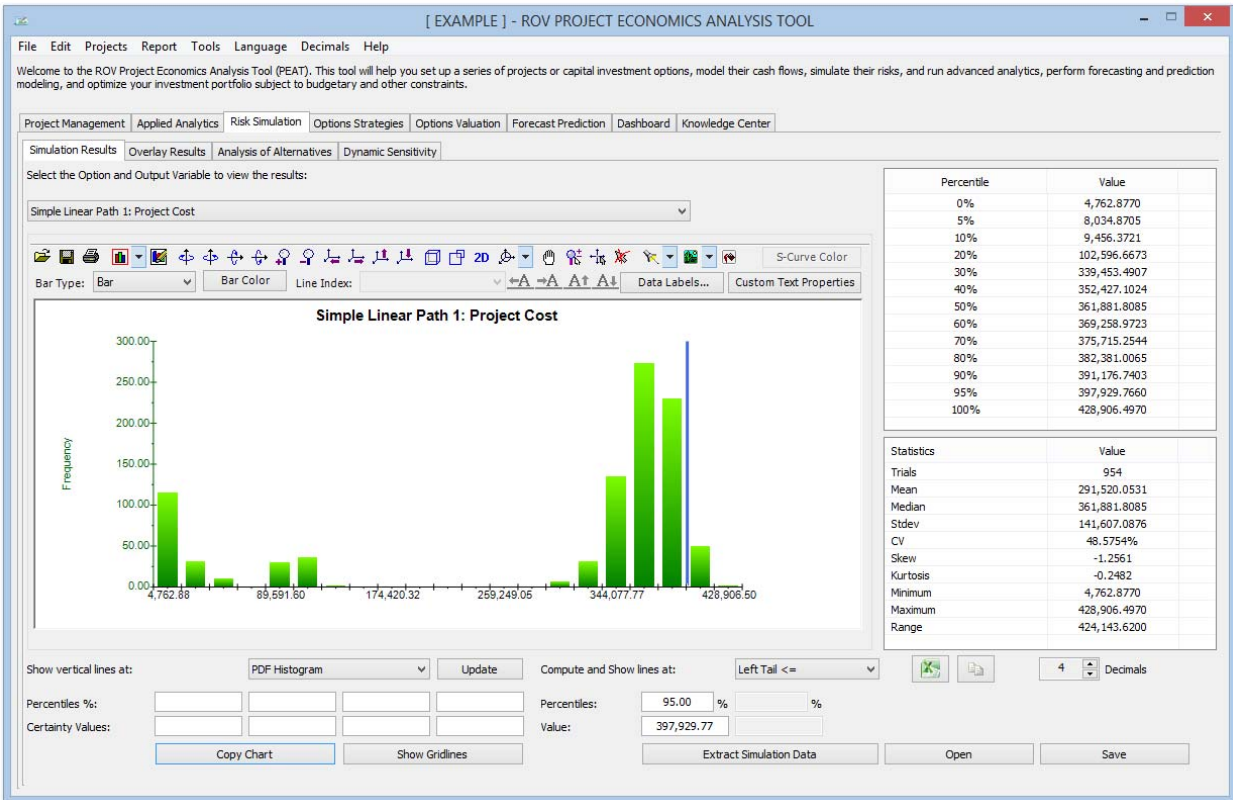 [ EXAMPLE ] - ROV PROJECT ECONOMICS ANALYSIS TOOL
File Edit Projects Report Tools Language Decimals Help
Welcome to the ROV Project Economics Analysis Tool (PEAT). This tool will help you set up a series of projects or capital investment options, model their cash flows, simulate their risks, and run advanced analytics, perform forecasting and prediction
modeling, and optimize your investment portfolio subject to budgetary and other constraints.
Project Management Applied Analytics Risk Simulation Options Strategies Options Valuation Forecast Prediction Dashboard Knowledge Center
Simulation Results Overlay Results Analysis of Alternatives Dynamic Sensitivity
Select the Option and Output Variable to view the results:
Simple Linear Path 1: Project Cost
2D S-Curve Color
Bar Type: Bar Bar Color Line Index: ←A →A A↑ A↓ Data Labels... Custom Text Properties
Simple Linear Path 1: Project Cost
Frequency
300.00
250.00
200.00
150.00
100.00
50.00
0.00
4,762.88 89,591.60 174,420.32 259,249.05 344,077.77 428,906.50
Percentile Value
0% 4,762.8770
5% 8,034.8705
10% 9,456.3721
20% 102,596.6673
30% 339,453.4907
40% 352,427.1024
50% 361,881.8085
60% 369,258.9723
70% 375,715.2544
80% 382,381.0065
90% 391,176.7403
95% 397,929.7660
100% 428,906.4970
Statistics Value
Trials 954
Mean 291,520.0531
Median 361,881.8085
Stdev 141,607.0876
CV 48.5754%
Skew -1.2561
Kurtosis -0.2482
Minimum 4,762.8770
Maximum 428,906.4970
Range 424,143.6200
Show vertical lines at: PDF Histogram Update Compute and Show lines at: Left Tail <= 4 Decimals
Percentiles %: Percentiles: 95.00 % %
Certainty Values: Value: 397,929.77
Copy Chart Show Gridlines Extract Simulation Data Open Save